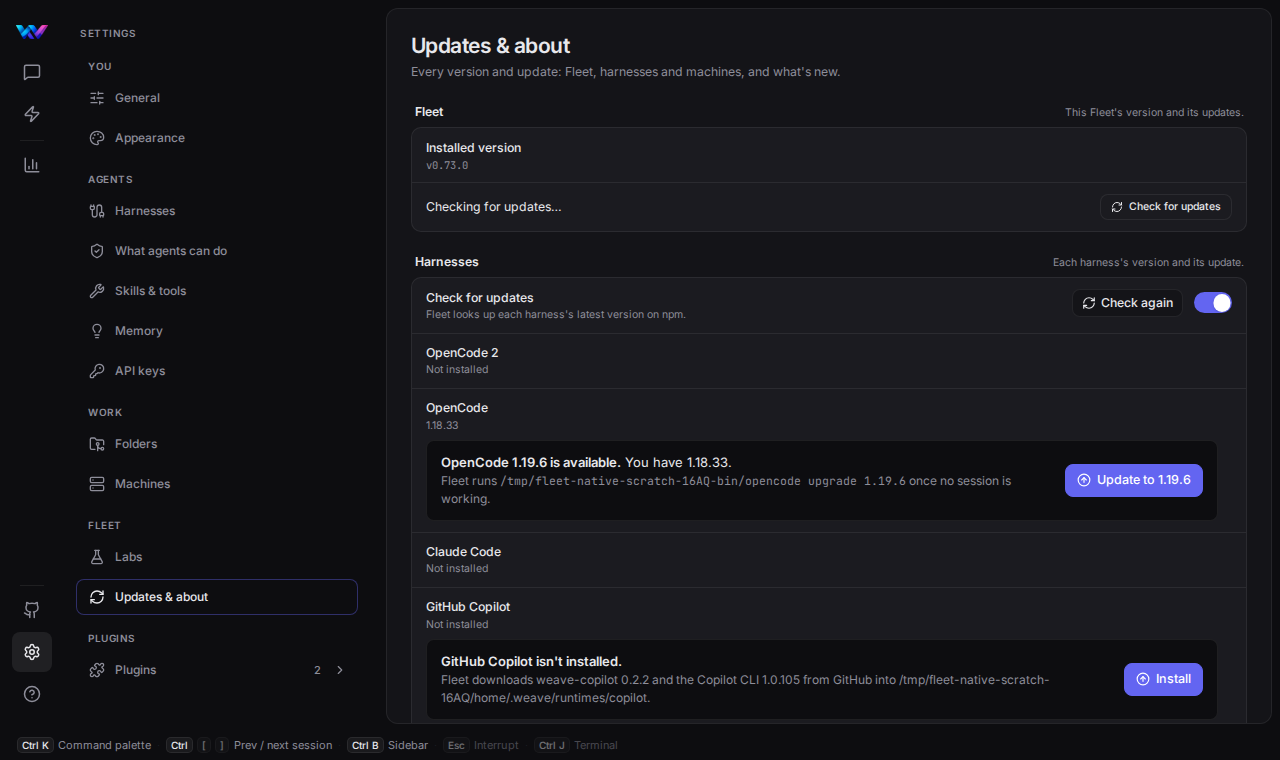 SETTINGS
YOU
General
Appearance
AGENTS
Harnesses
What agents can do
Skills & tools
Memory
API keys
WORK
Folders
Machines
FLEET
Labs
Updates & about
PLUGINS
Plugins 2
Updates & about
Every version and update: Fleet, harnesses and machines, and what's new.
Fleet This Fleet's version and its updates.
Installed version
v0.73.0
Checking for updates... Check for updates
Harnesses Each harness's version and its update.
Check for updates
Fleet looks up each harness's latest version on npm.
Check again
OpenCode 2
Not installed
OpenCode
1.18.33
OpenCode 1.19.6 is available. You have 1.18.33.
Fleet runs /tmp/fleet-native-scratch-16AQ-bin/opencode upgrade 1.19.6 once no session is
working.
Update to 1.19.6
Claude Code
Not installed
GitHub Copilot
Not installed
GitHub Copilot isn't installed.
Fleet downloads weave-copilot 0.2.2 and the Copilot CLI 1.0.105 from GitHub into /tmp/fleet-native-scratch-
16AQ/home/.weave/runtimes/copilot.
Install
Ctrl K Command palette Ctrl [ ] Prev / next session Ctrl B Sidebar Esc Interrupt Ctrl J Terminal